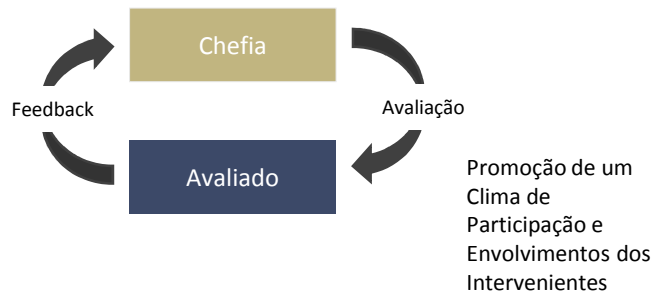 Chefia
Feedback
Avaliação
Avaliado
Promoção de um
Clima de
Participação e
Envolvimentos dos
Intervenientes